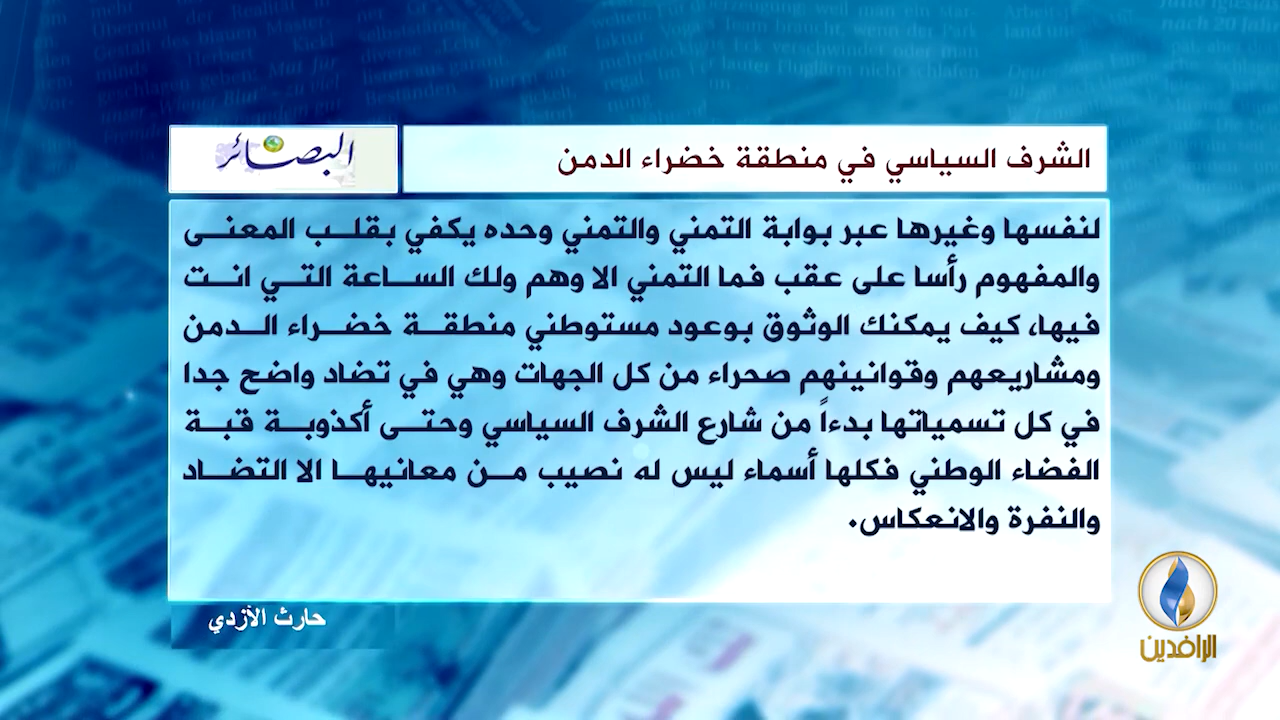 الشرف السياسي في منطقة خضراء الدمن
البصائر
لنفسها وغيرها عبر بوابة التمني والتمني وحده يكفي بقلب المعنى
والمفهوم رأسا على عقب فما التمني الا وهم ولك الساعة التي انت
فيها، كيف يمكنك الوثوق بوعود مستوطني منطقة خضراء الدمن
ومشاريعهم وقوانينهم صحراء من كل الجهات وهي في تضاد واضح جدا
في كل تسمياتها بدءاً من شارع الشرف السياسي وحتى أكذوبة قبة
الفضاء الوطني فكلها أسماء ليس له نصيب من معانيها الا التضاد
والنفرة والانعكاس.
حارث الأزدي
الرافدين